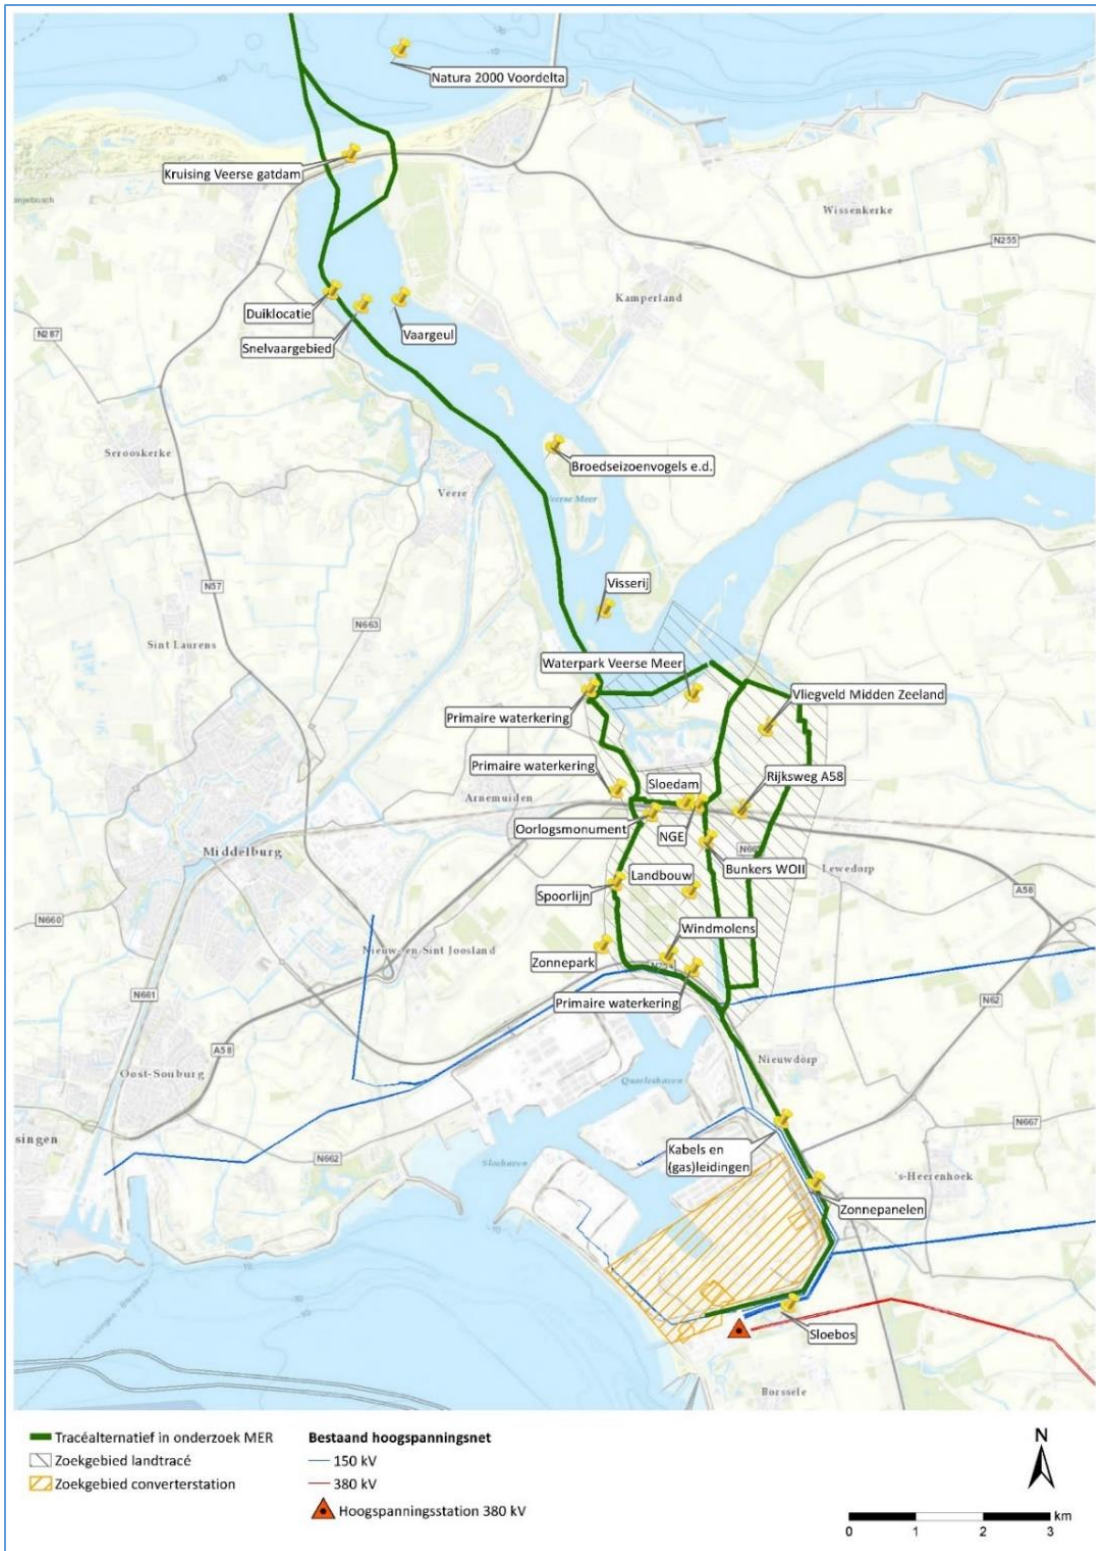 Natura 2000 Voordelta
Kruising Veerse gatdam
Wissenkerke
N255
Kamperland
Duiklocatie
Vaargeul
N287
Snelvaargebied
Serooskerke
Broedseizoenvogels e.d.
Veere
Veerse Meer
N57
Visserij
N663
Sint Laurens
Waterpark Veerse Meer
Vliegveld Midden Zeeland
Primaire waterkering
Primaire waterkering
Sloedam
Rijksweg A58
Arnemuiden
Oorlogsmonument
NGE
Middelburg
Bunkers WOII
Lewedorp
Landbouw
Spoorlijn
A58
N660
Windmolens
Nieuw- en Sint Joosland
Zonnepark
N661
Primaire waterkering
N62
A58
Nieuwdorp
Oost-Souburg
Quarleshaven
singen
N667
N662
Sloehaven
Kabels en
(gas)leidingen
's-Heerenhoek
Zonnepanelen
Sloebos
Borssele
Tracéalternatief in onderzoek MER
Zoekgebied landtracé
Zoekgebied converterstation
Bestaand hoogspanningsnet
150 kV
380 kV
Hoogspanningsstation 380 kV
N
km
0 1 2 3